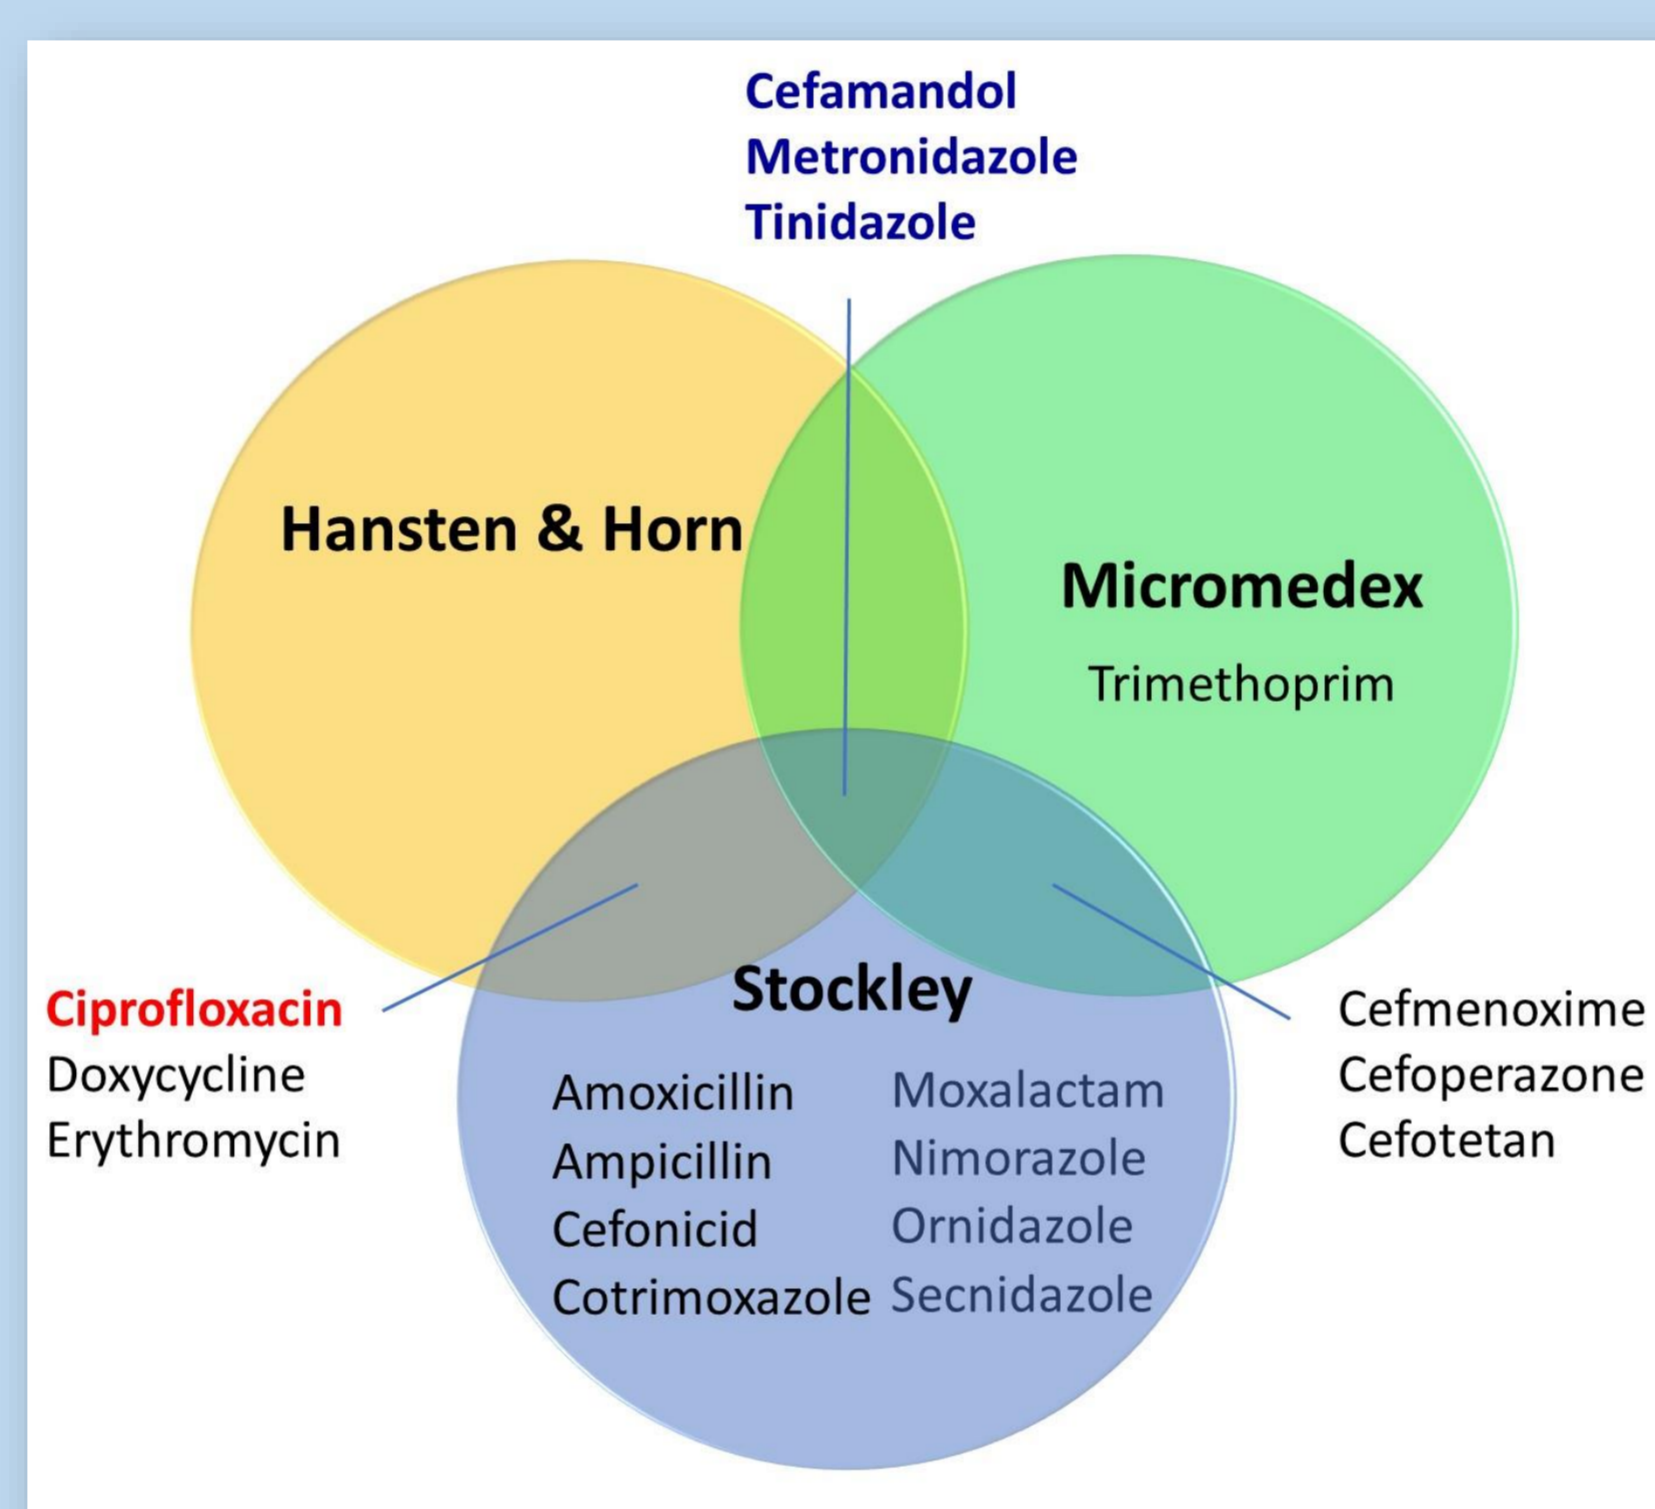 Cefamandol
Metronidazole
Tinidazole
Hansten & Horn
Micromedex
Trimethoprim
Stockley
Ciprofloxacin
Doxycycline
Erythromycin
Amoxicillin
Ampicillin
Cefonicid
Cotrimoxazole
Moxalactam
Nimorazole
Ornidazole
Secnidazole
Cefmenoxime
Cefoperazone
Cefotetan